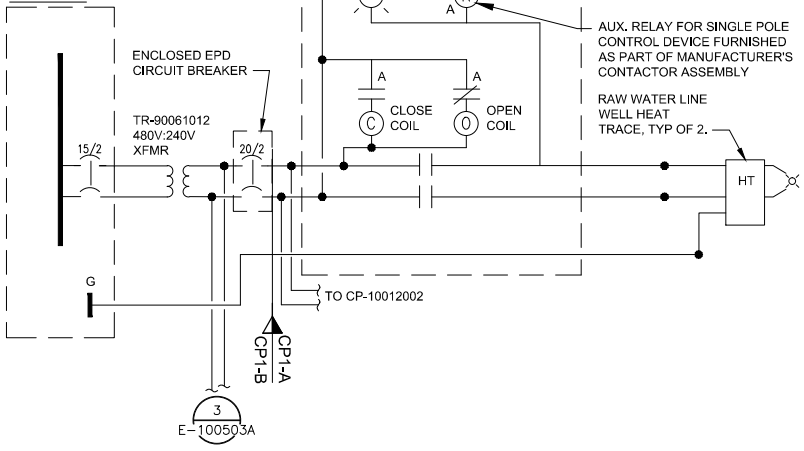 A
AUX. RELAY FOR SINGLE POLE
CONTROL DEVICE FURNISHED
AS PART OF MANUFACTURER'S
CONTACTOR ASSEMBLY
ENCLOSED EPD
CIRCUIT BREAKER
A
A
RAW WATER LINE
WELL HEAT
TRACE, TYP OF 2.
CLOSE
COIL
OPEN
COIL
C
O
TR-90061012
480V:240V
XFMR
15/2
20/2
HT
G
TO CP-10012002
CP1-B
CP1-A
3
E-100503A